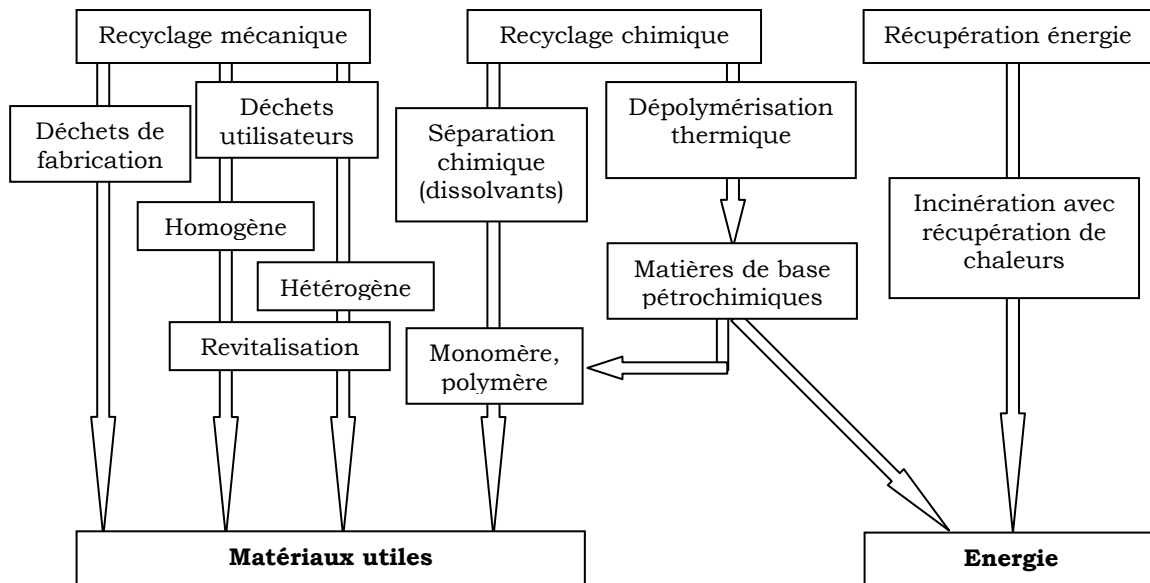 Recyclage mécanique
Recyclage chimique
Récupération énergie
Déchets de
fabrication
Déchets
utilisateurs
Séparation
chimique
(dissolvants)
Dépolymérisation
thermique
Homogène
Incinération avec
récupération de
chaleurs
Hétérogène
Matières de base
pétrochimiques
Revitalisation
Monomère,
polymère
Matériaux utiles
Energie